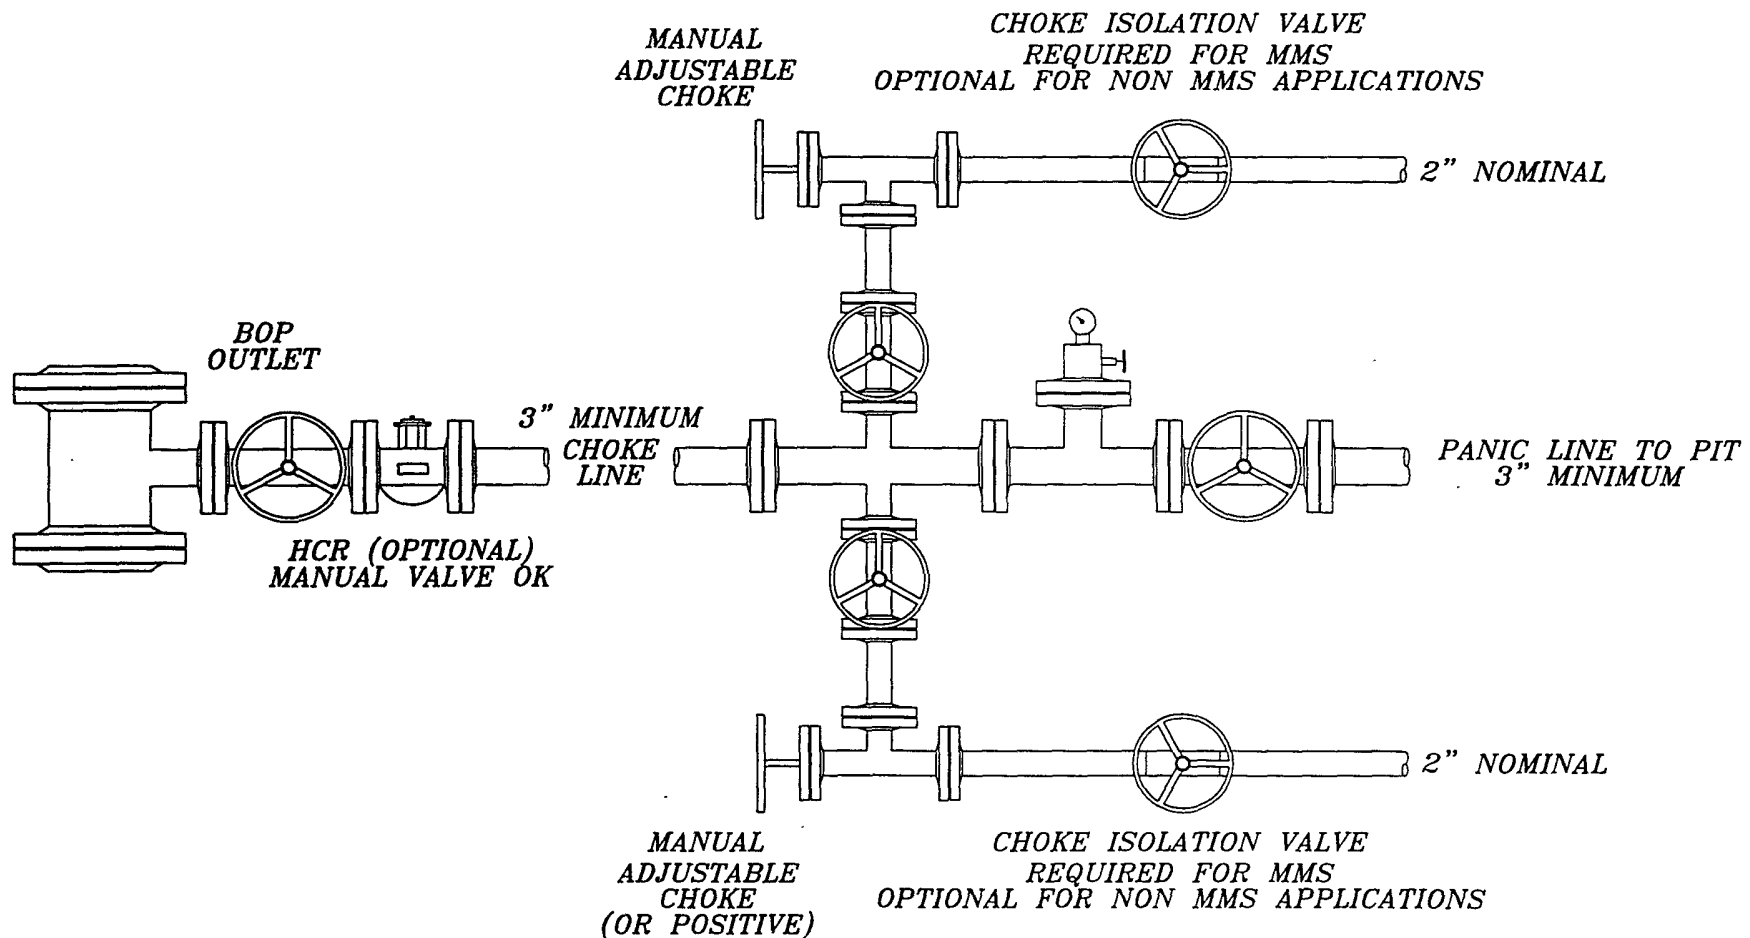 MANUAL
ADJUSTABLE
CHOKE
CHOKE ISOLATION VALVE
REQUIRED FOR MMS
OPTIONAL FOR NON MMS APPLICATIONS
2" NOMINAL
BOP
OUTLET
3" MINIMUM
CHOKE
LINE
HCR (OPTIONAL)
MANUAL VALVE OK
PANIC LINE TO PIT
3" MINIMUM
2" NOMINAL
MANUAL
ADJUSTABLE
CHOKE
(OR POSITIVE)
CHOKE ISOLATION VALVE
REQUIRED FOR MMS
OPTIONAL FOR NON MMS APPLICATIONS